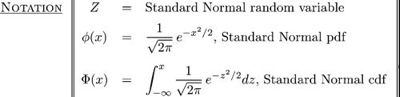 NOTATION Z = Standard Normal random variable
ϕ(x) = 1/√2π e^{-x²/2}, Standard Normal pdf
Φ(x) = ∫_{-∞}^{x} 1/√2π e^{-z²/2}dz, Standard Normal cdf